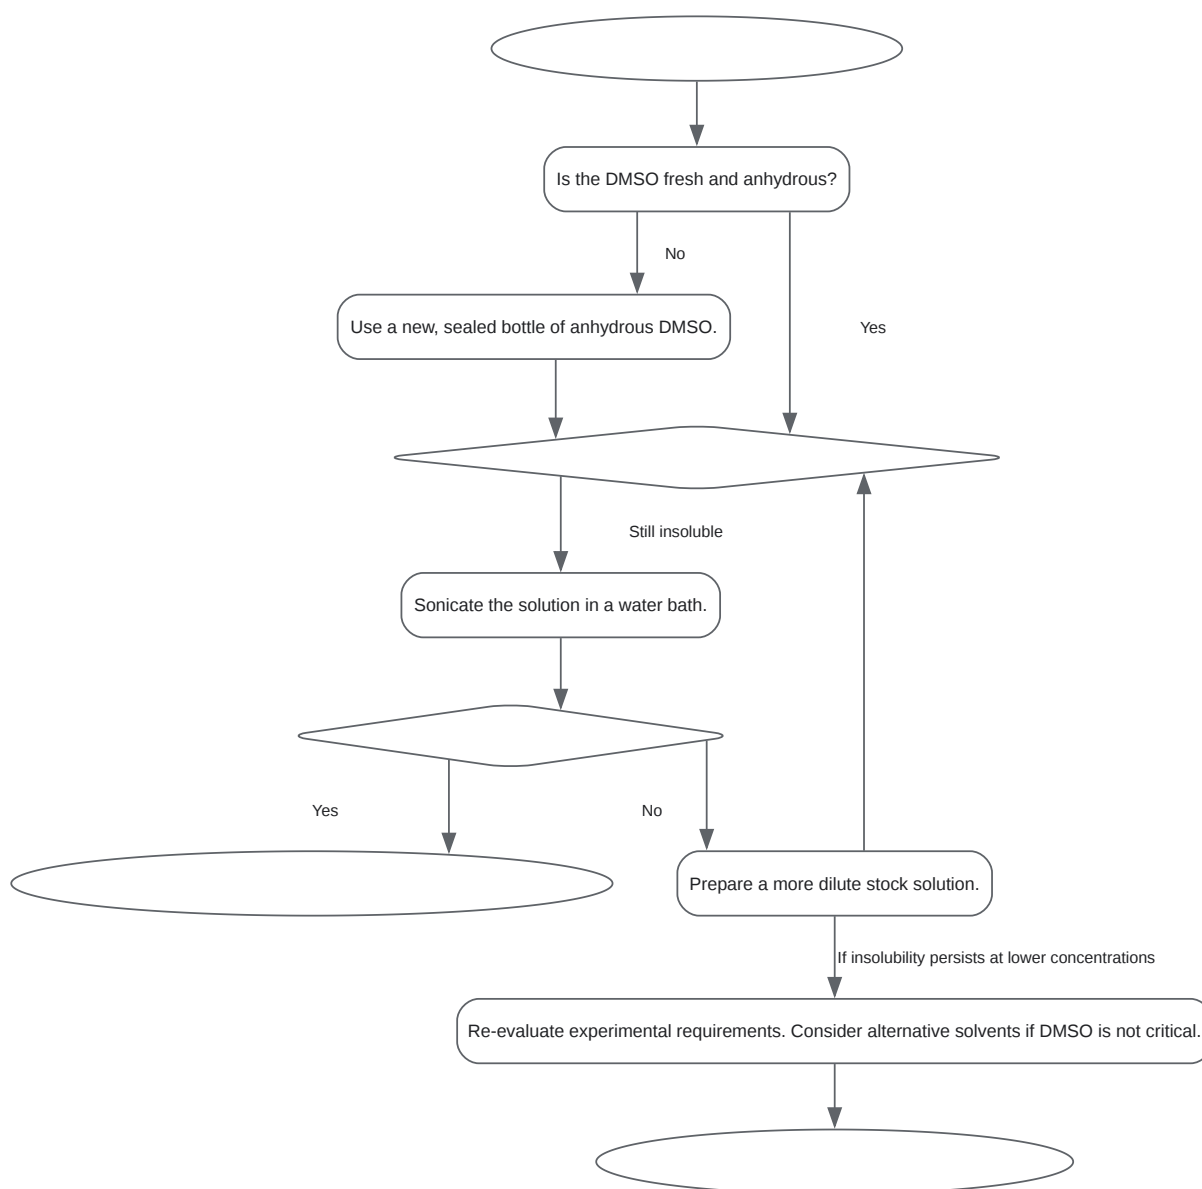 Is the DMSO fresh and anhydrous?
No
Use a new, sealed bottle of anhydrous DMSO.
Yes
Still insoluble
Sonicate the solution in a water bath.
Yes
No
Prepare a more dilute stock solution.
If insolubility persists at lower concentrations
Re-evaluate experimental requirements. Consider alternative solvents if DMSO is not critical.